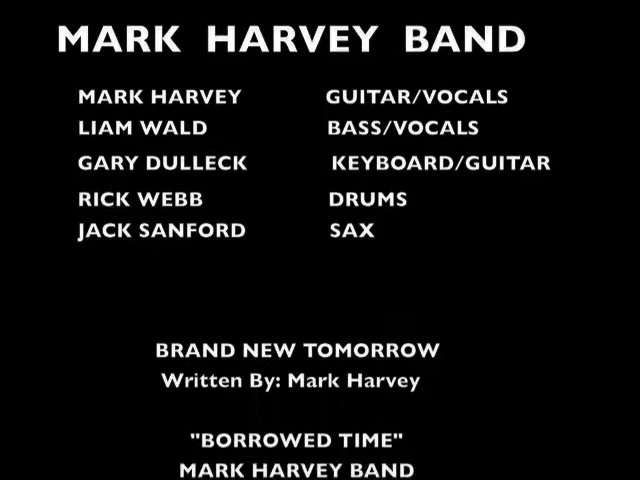 MARK HARVEY BAND
MARK HARVEY GUITAR/VOCALS
LIAM WALD BASS/VOCALS
GARY DULLECK KEYBOARD/GUITAR
RICK WEBB DRUMS
JACK SANFORD SAX
BRAND NEW TOMORROW
Written By: Mark Harvey
"BORROWED TIME"
MARK HARVEY BAND